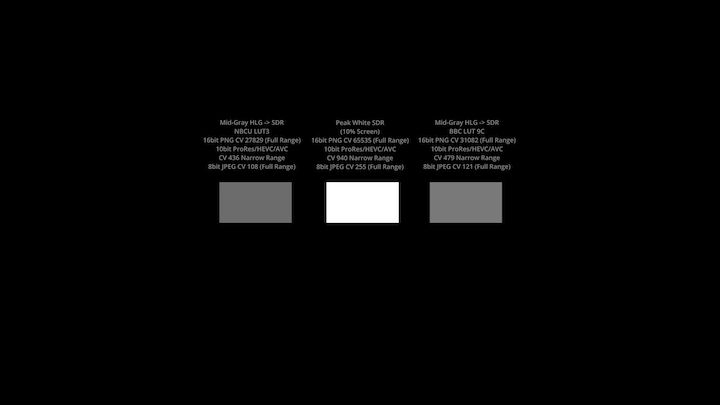 Mid-Gray HLG -> SDR
NBCU LUT3
16bit PNG CV 27829 (Full Range)
10bit ProRes/HEVC/AVC
CV 436 Narrow Range
8bit JPEG CV 108 (Full Range)
Peak White SDR
(10% Screen)
16bit PNG CV 65535 (Full Range)
10bit ProRes/HEVC/AVC
CV 940 Narrow Range
8bit JPEG CV 255 (Full Range)
Mid-Gray HLG -> SDR
BBC LUT 9C
16bit PNG CV 31082 (Full Range)
10bit ProRes/HEVC/AVC
CV 479 Narrow Range
8bit JPEG CV 121 (Full Range)